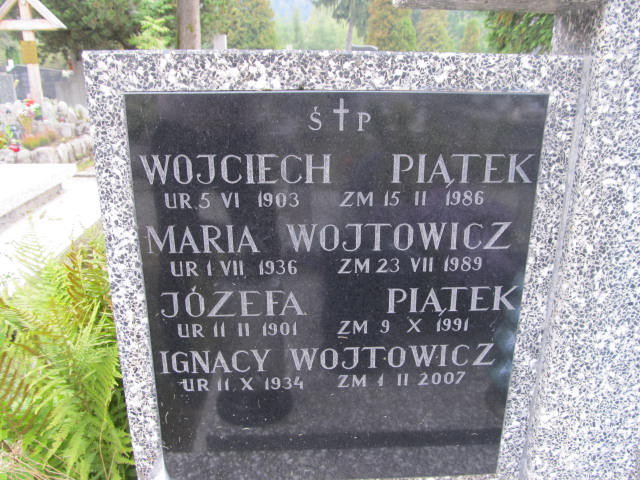 Ś † P
WOJCIECH PIĄTEK
UR. 5 VI 1903 ZM 15 II 1986
MARIA WOJTOWICZ
UR 1 VII 1936 ZM 23 VII 1989
JÓZEFA PIĄTEK
UR 11 II 1901 ZM 9 X 1991
IGNACY WOJTOWICZ
UR 11 X 1934 ZM 1 II 2007